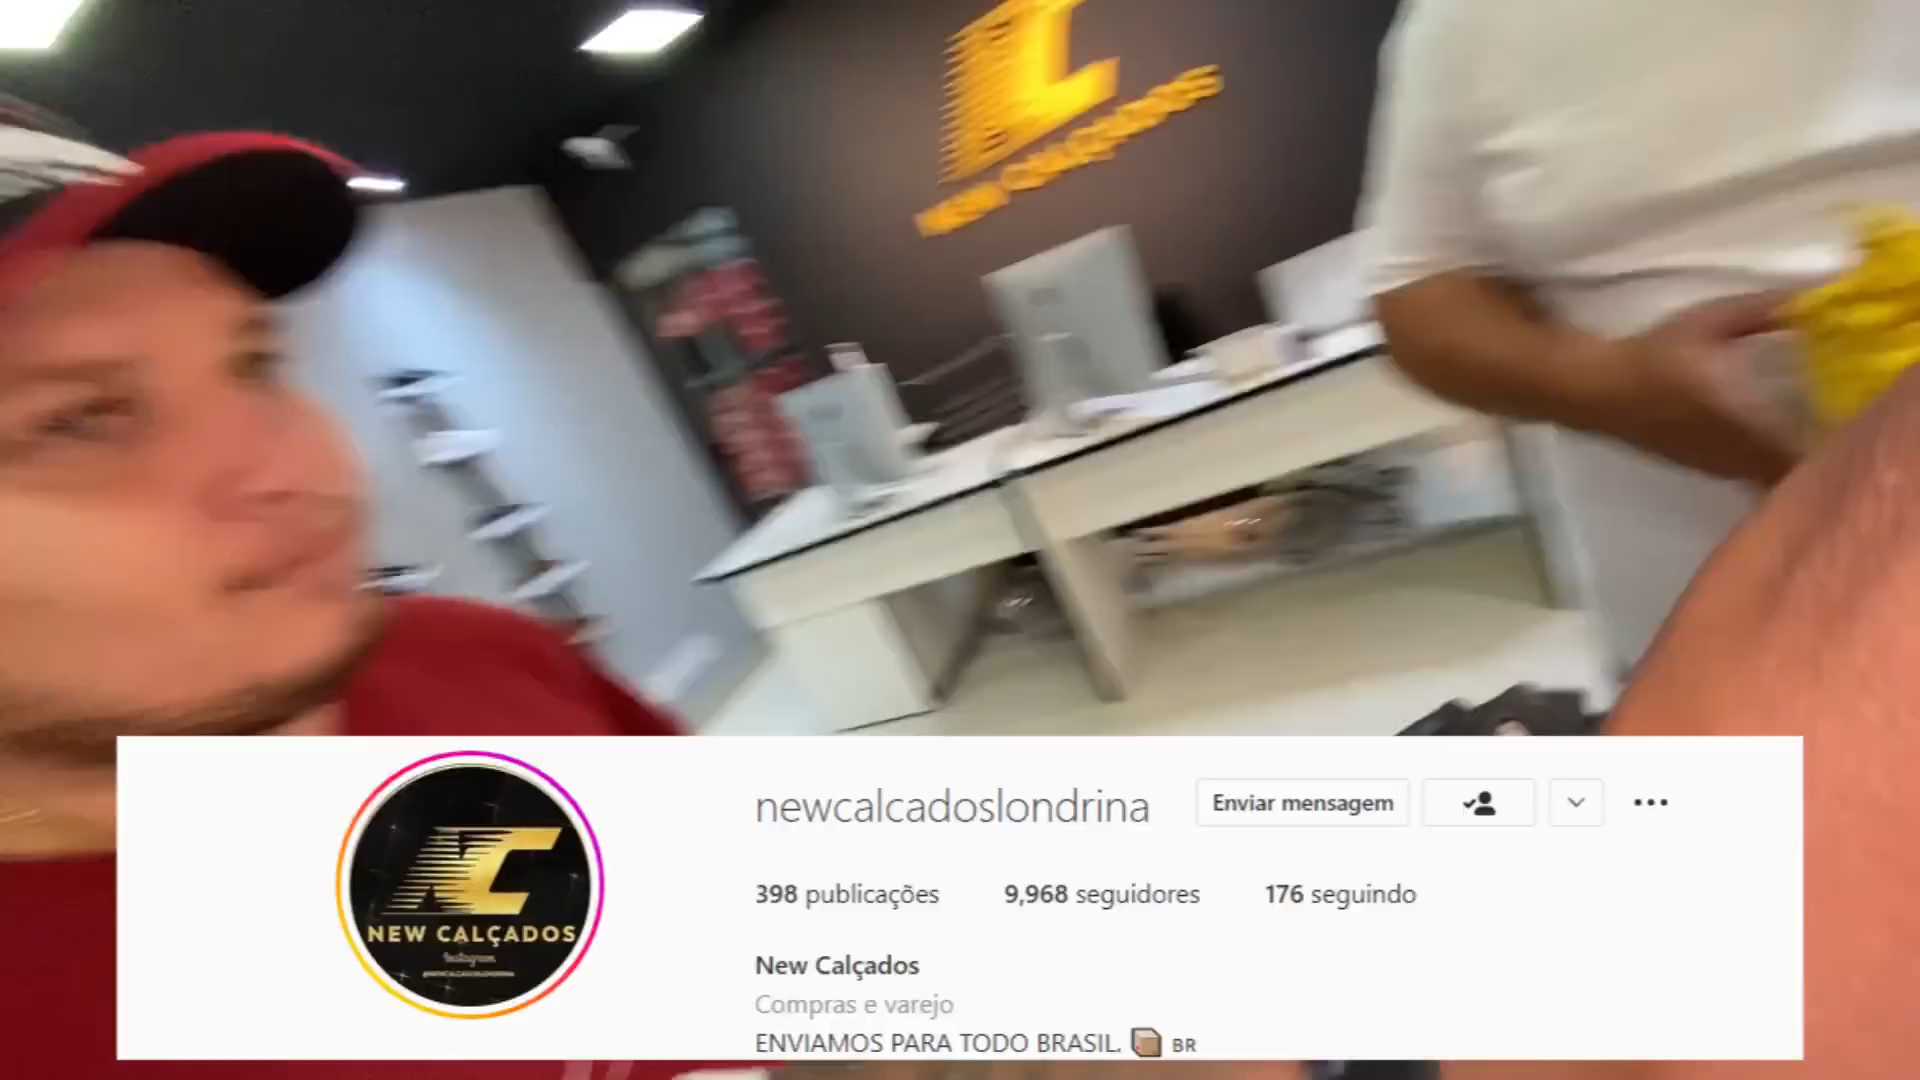 NEW CALÇADOS
newcalcadoslondrina
Enviar mensagem
398 publicações 9,968 seguidores 176 seguindo
NEW CALÇADOS
Instagram
New Calçados
Compras e varejo
ENVIAMOS PARA TODO BRASIL. 📦 BR